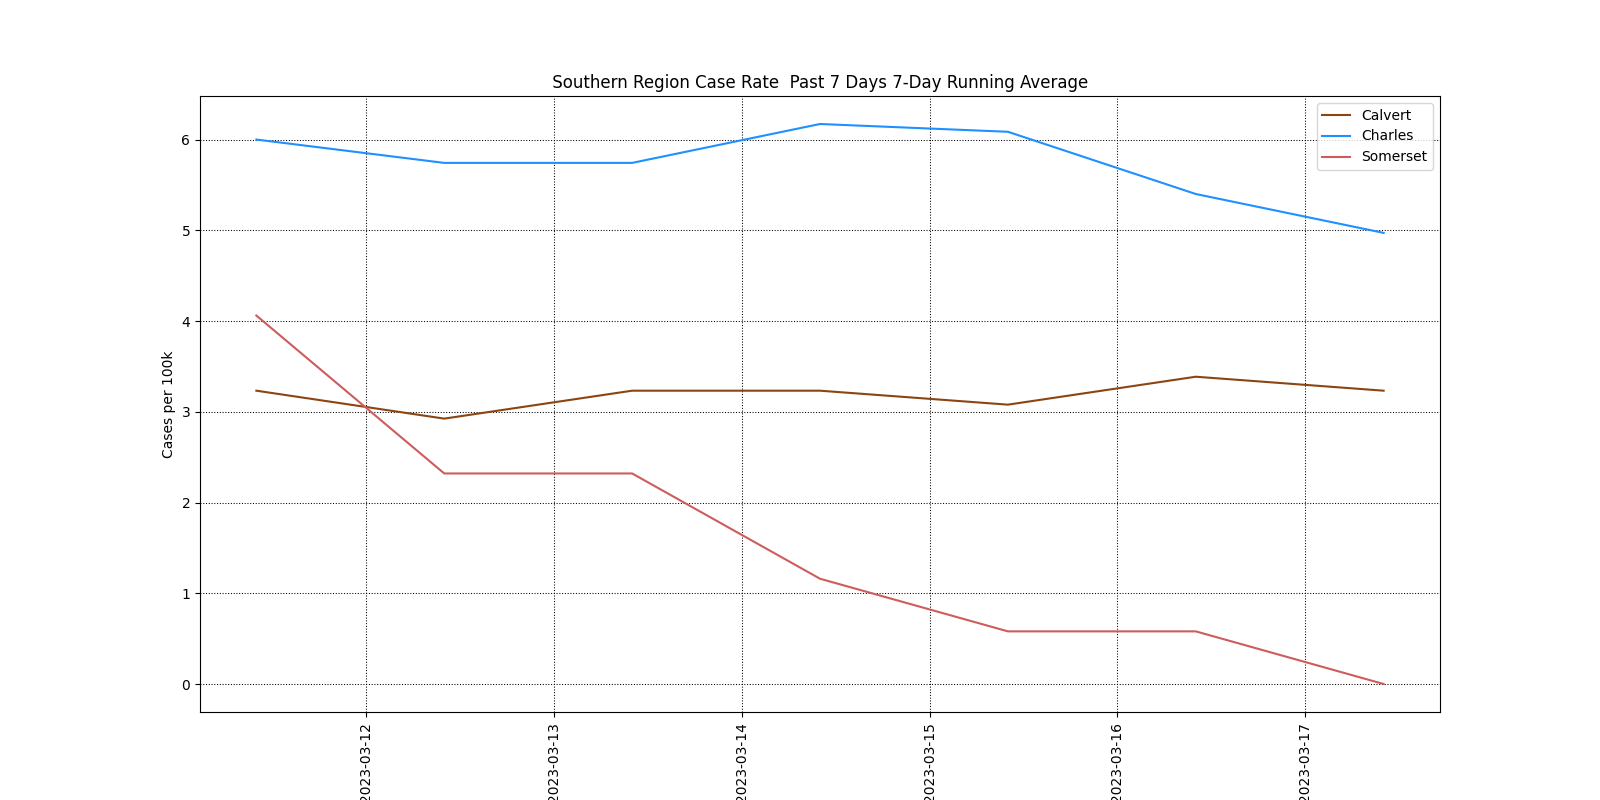 Southern Region Case Rate  Past 7 Days 7-Day Running Average
Calvert
Charles
Somerset
6
5
4
3
2
1
0
Cases per 100k
2023-03-12
2023-03-13
2023-03-14
2023-03-15
2023-03-16
2023-03-17